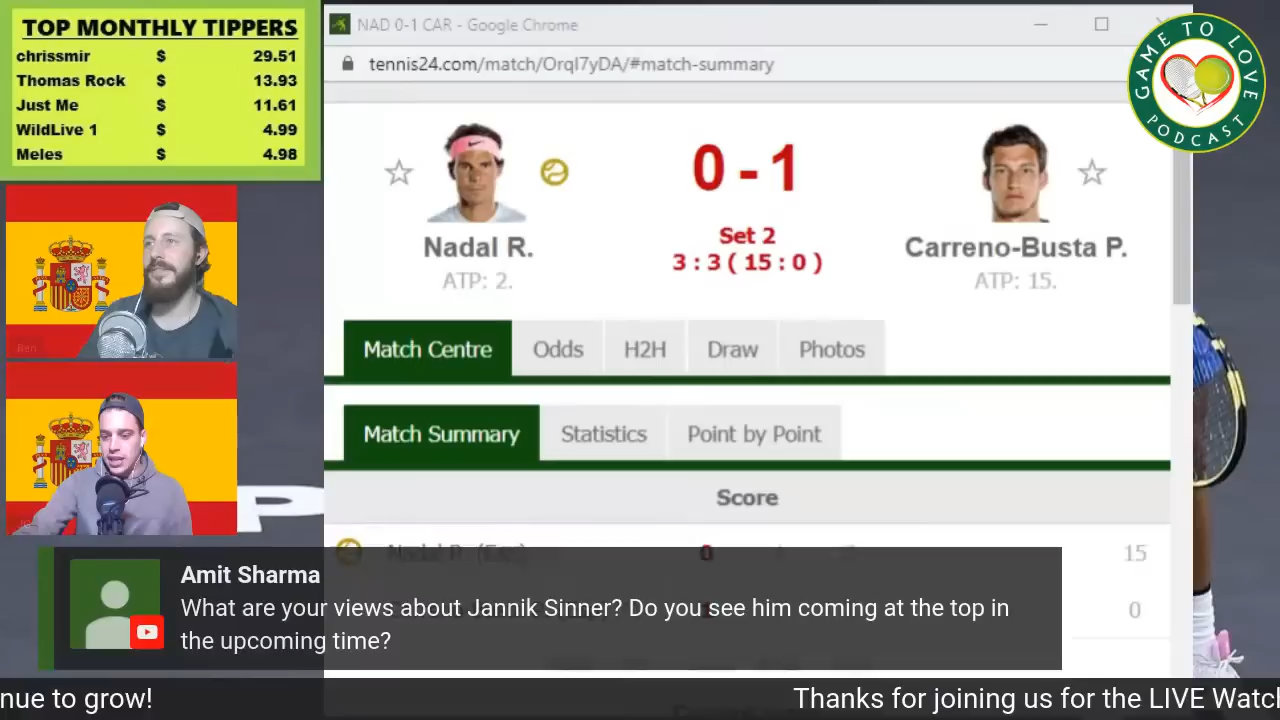 TOP MONTHLY TIPPERS
chrissmir $ 29.51
Thomas Rock $ 13.93
Just Me $ 11.61
WildLive 1 $ 4.99
Meles $ 4.98
NAD 0-1 CAR - Google Chrome
tennis24.com/match/OrqI7yDA/#match-summary
GAME TO LOVE
PODCAST
0 - 1
Set 2
3 : 3 ( 15 : 0 )
Nadal R.
ATP: 2.
Carreno-Busta P.
ATP: 15.
Match Centre Odds H2H Draw Photos
Match Summary Statistics Point by Point
Score
Nadal R. (Esp) 0 15
0
Ben
P
Amit Sharma
What are your views about Jannik Sinner? Do you see him coming at the top in
the upcoming time?
nue to grow! Thanks for joining us for the LIVE Watc